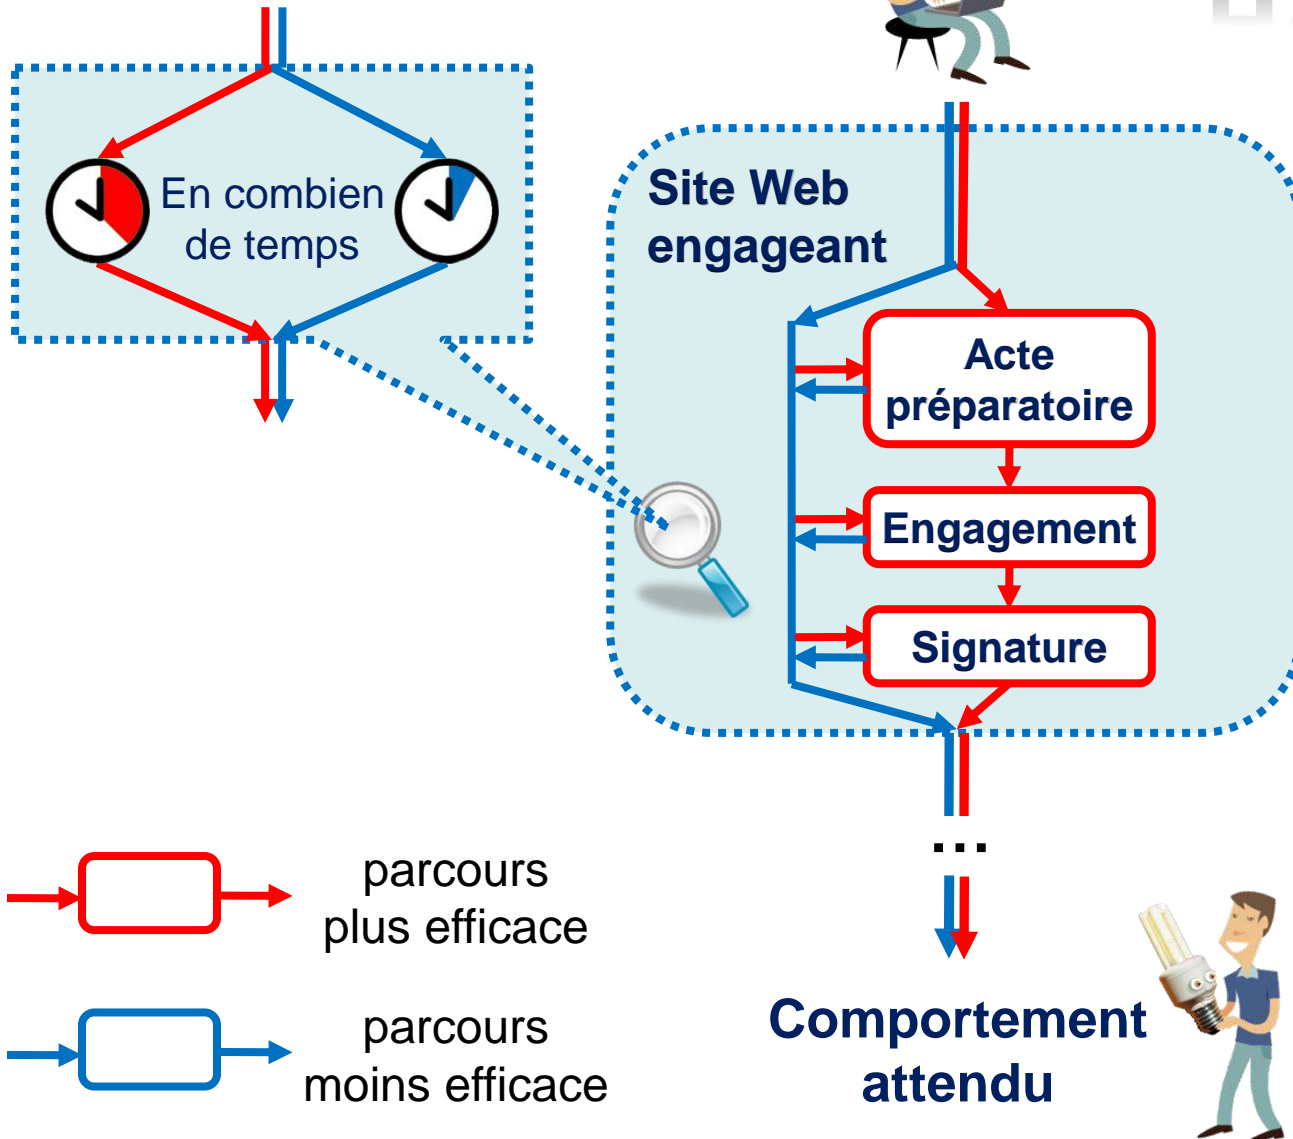 En combien
de temps
Site Web
engageant
Acte
préparatoire
Engagement
Signature
...
parcours
plus efficace
parcours
moins efficace
Comportement
attendu